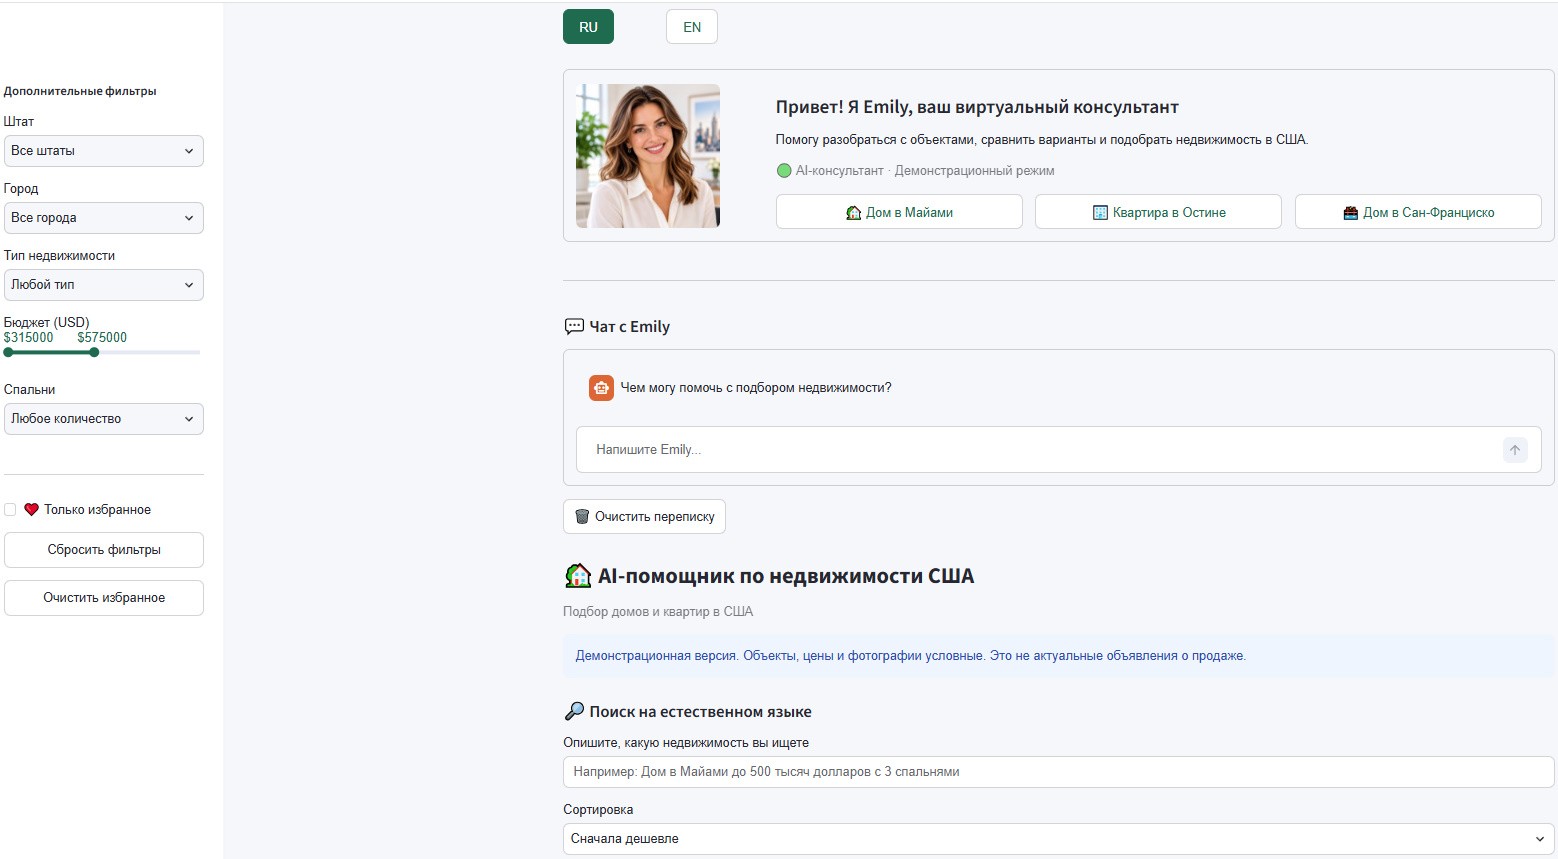 RU
EN
Дополнительные фильтры
Штат
Все штаты
Город
Все города
Тип недвижимости
Любой тип
Бюджет (USD)
$315000 $575000
Спальни
Любое количество
Только избранное
Сбросить фильтры
Очистить избранное
Привет! Я Emily, ваш виртуальный консультант
Помогу разобраться с объектами, сравнить варианты и подобрать недвижимость в США.
AI-консультант · Демонстрационный режим
Дом в Майами
Квартира в Остине
Дом в Сан-Франциско
Чат с Emily
Чем могу помочь с подбором недвижимости?
Напишите Emily...
Очистить переписку
AI-помощник по недвижимости США
Подбор домов и квартир в США
Демонстрационная версия. Объекты, цены и фотографии условные. Это не актуальные объявления о продаже.
Поиск на естественном языке
Опишите, какую недвижимость вы ищете
Например: Дом в Майами до 500 тысяч долларов с 3 спальнями
Сортировка
Сначала дешевле